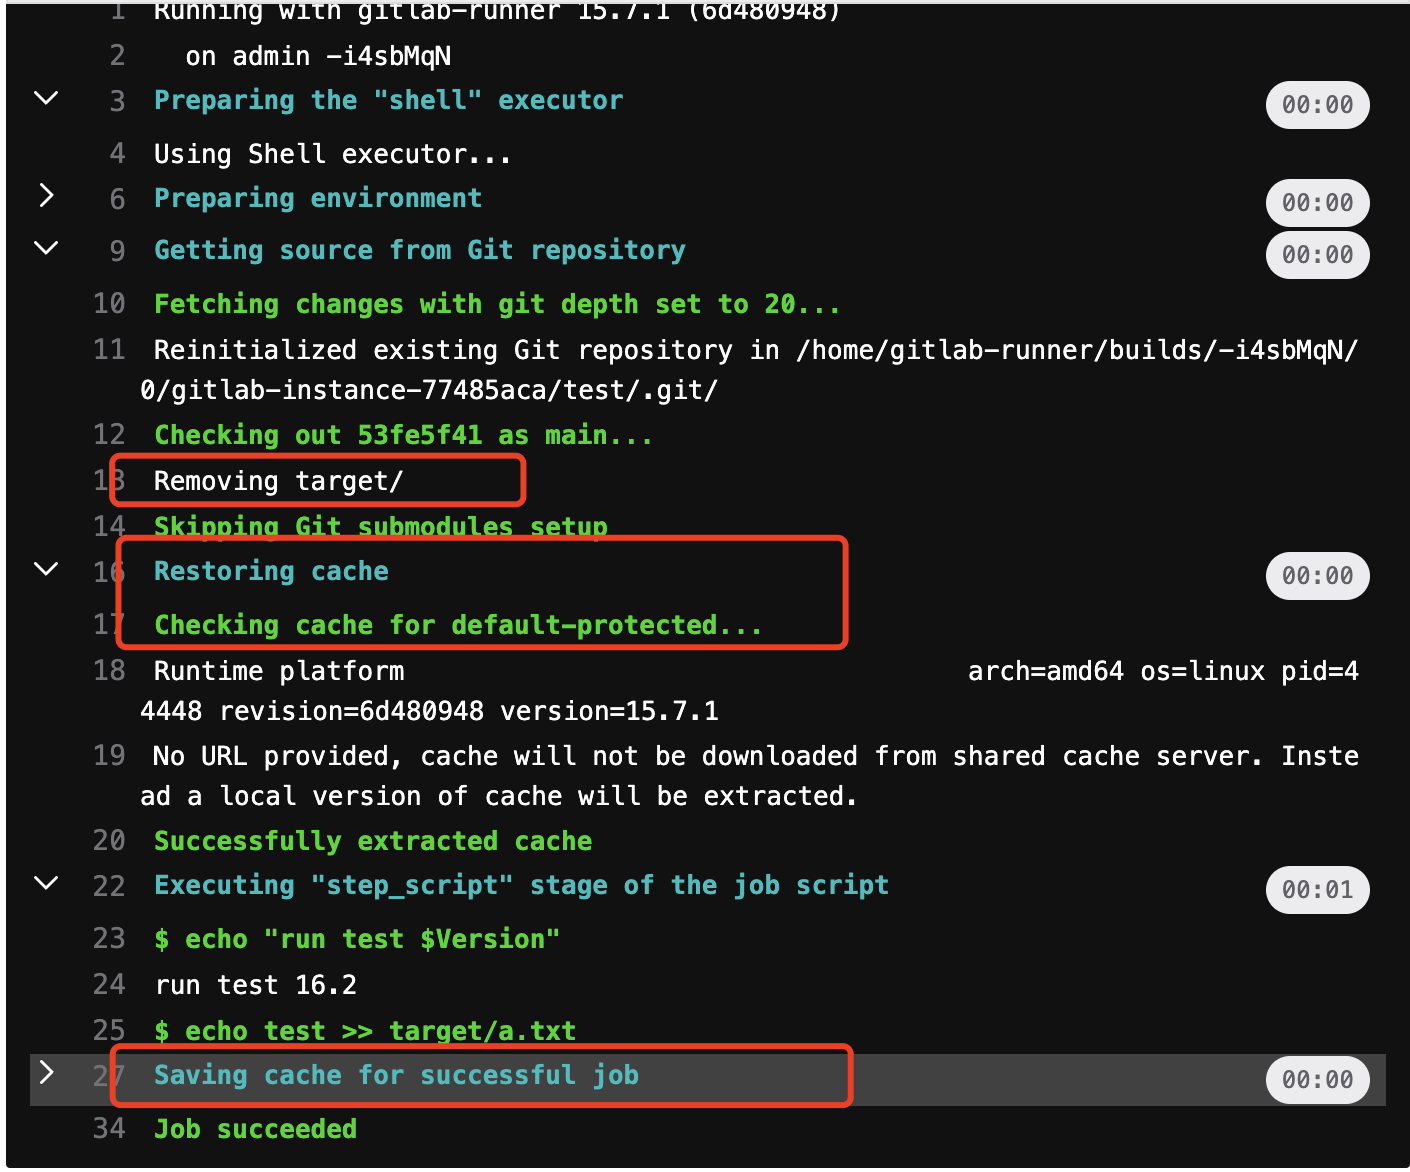 1 Running with gitlab-runner 15.7.1 (6d480948)
2 on admin -i4sbMqN
3 Preparing the "shell" executor 00:00
4 Using Shell executor...
6 Preparing environment 00:00
9 Getting source from Git repository 00:00
10 Fetching changes with git depth set to 20...
11 Reinitialized existing Git repository in /home/gitlab-runner/builds/-i4sbMqN/
0/gitlab-instance-77485aca/test/.git/
12 Checking out 53fe5f41 as main...
13 Removing target/
14 Skipping Git submodules setup
16 Restoring cache 00:00
17 Checking cache for default-protected...
18 Runtime platform arch=amd64 os=linux pid=4
4448 revision=6d480948 version=15.7.1
19 No URL provided, cache will not be downloaded from shared cache server. Inste
ad a local version of cache will be extracted.
20 Successfully extracted cache
22 Executing "step_script" stage of the job script 00:01
23 $ echo "run test $Version"
24 run test 16.2
25 $ echo test >> target/a.txt
27 Saving cache for successful job 00:00
34 Job succeeded